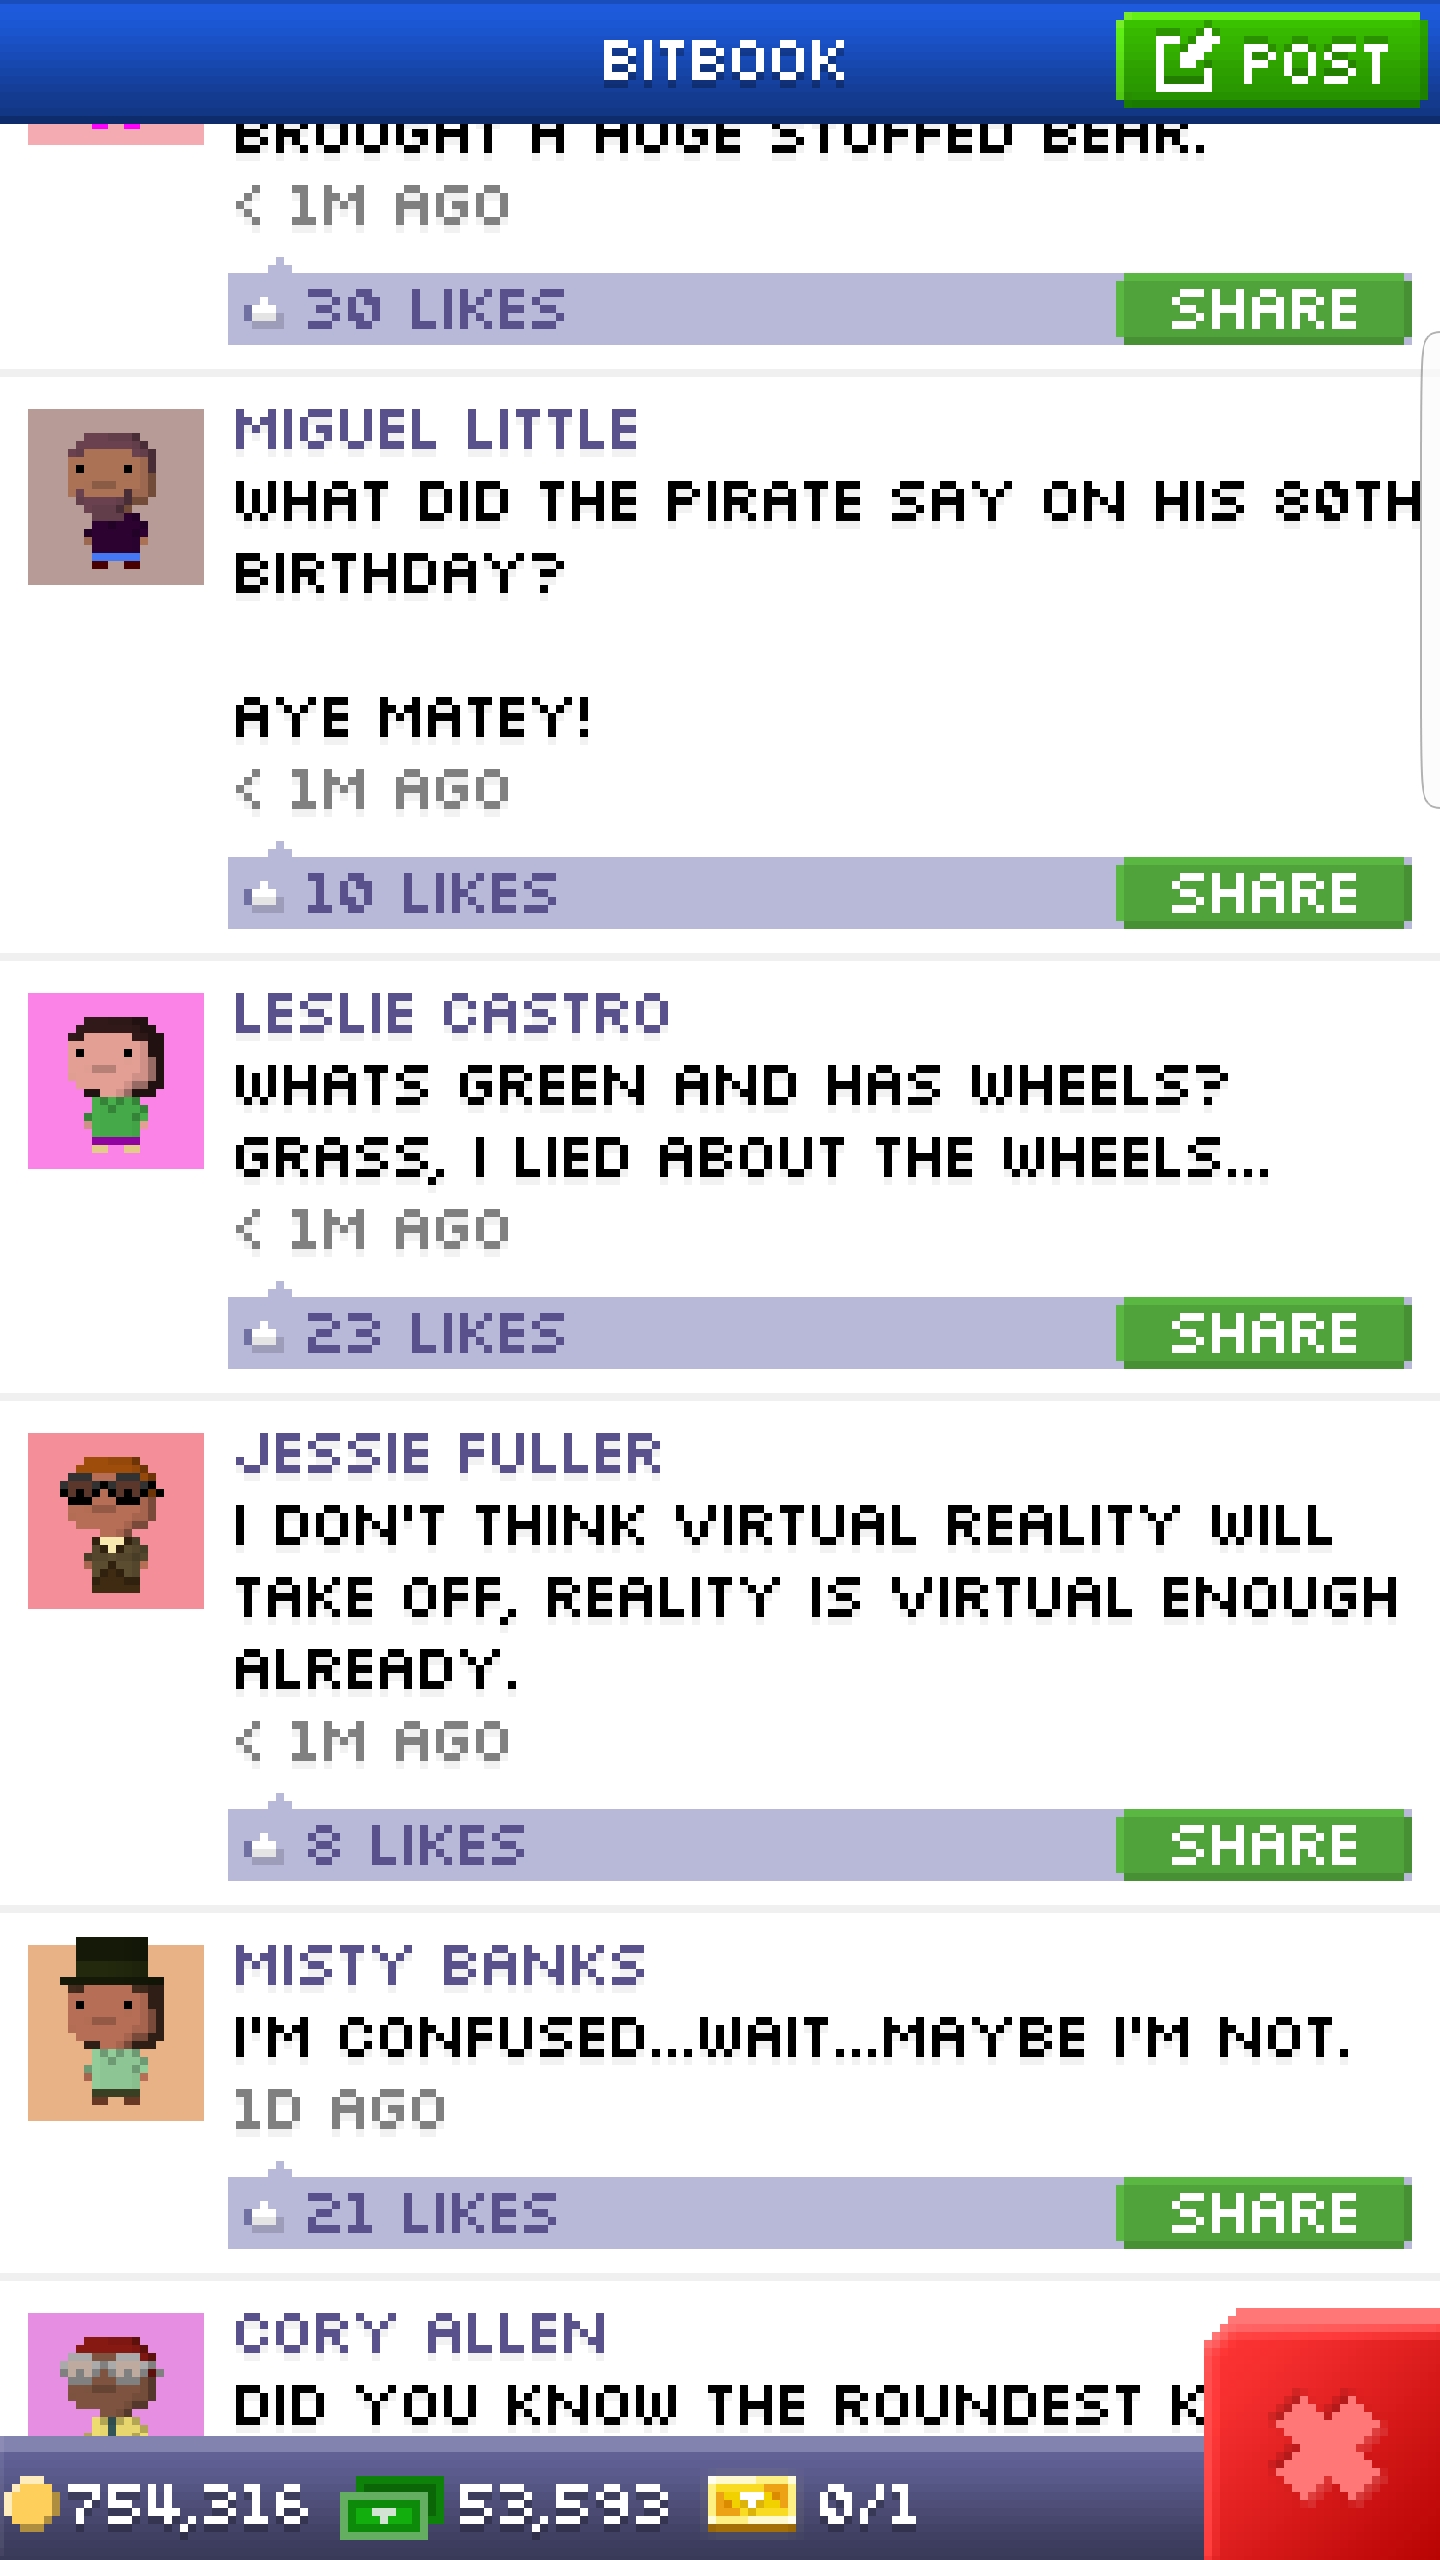 BITBOOK
POST
BROUGHT A HUGE STUFFED BEAR.
< 1M AGO
30 LIKES
SHARE
MIGUEL LITTLE
WHAT DID THE PIRATE SAY ON HIS 80TH
BIRTHDAY?
AYE MATEY!
< 1M AGO
10 LIKES
SHARE
LESLIE CASTRO
WHATS GREEN AND HAS WHEELS?
GRASS, I LIED ABOUT THE WHEELS...
< 1M AGO
23 LIKES
SHARE
JESSIE FULLER
I DON'T THINK VIRTUAL REALITY WILL
TAKE OFF, REALITY IS VIRTUAL ENOUGH
ALREADY.
< 1M AGO
8 LIKES
SHARE
MISTY BANKS
I'M CONFUSED...WAIT...MAYBE I'M NOT.
1D AGO
21 LIKES
SHARE
CORY ALLEN
DID YOU KNOW THE ROUNDEST K
754,316
53,593
0/1